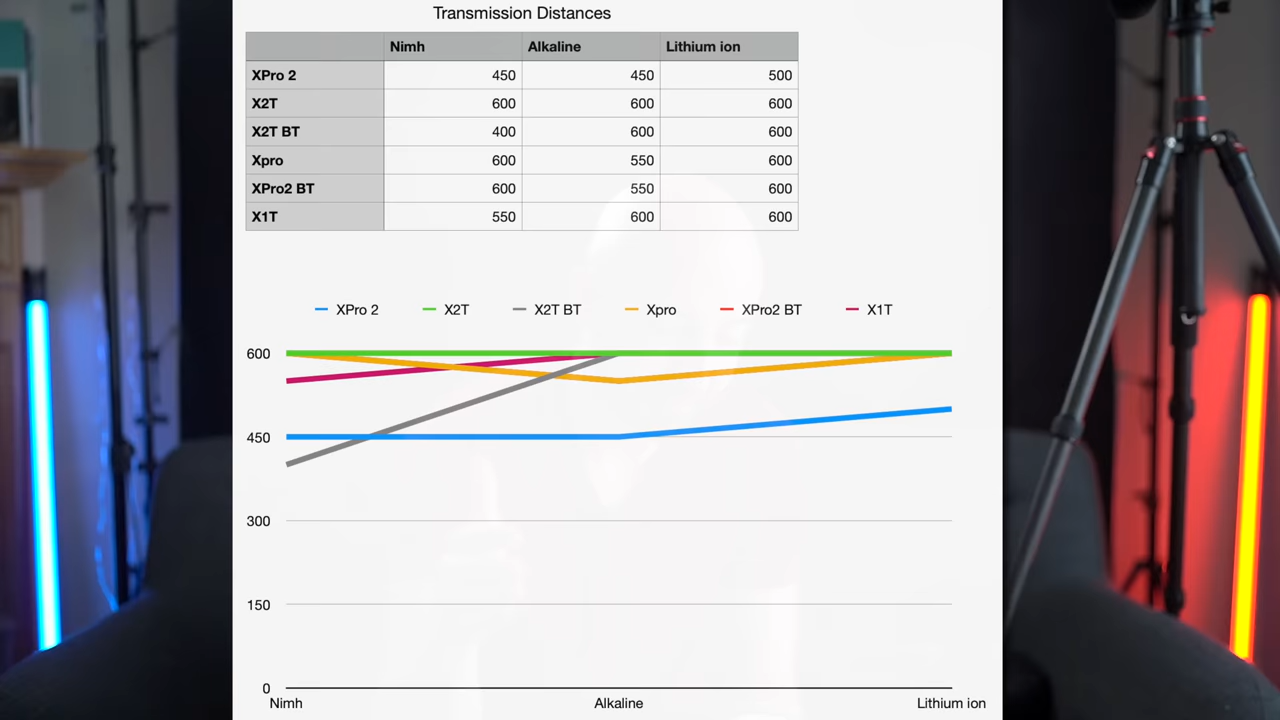 Transmission Distances
Nimh Alkaline Lithium ion
XPro 2 450 450 500
X2T 600 600 600
X2T BT 400 600 600
Xpro 600 550 600
XPro2 BT 600 550 600
X1T 550 600 600
XPro 2 X2T X2T BT Xpro XPro2 BT X1T
600
450
300
150
0
Nimh Alkaline Lithium ion